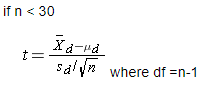 if n < 30
t = (X̄d−μd) / (sd/√n) where df =n-1